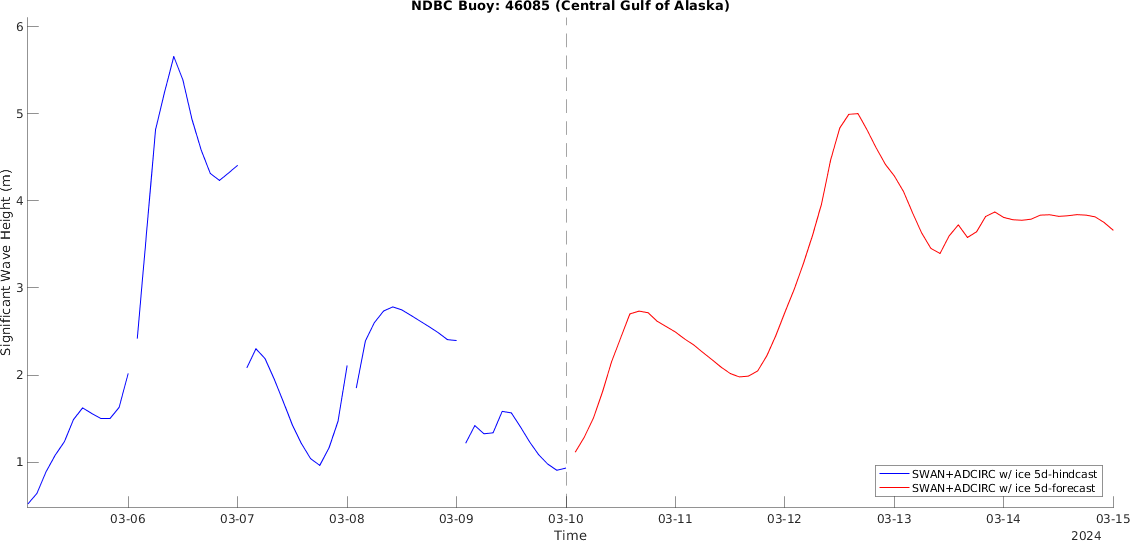 NDBC Buoy: 46085 (Central Gulf of Alaska)
Significant Wave Height (m)
6
5
4
3
2
1
SWAN+ADCIRC w/ ice 5d-hindcast
SWAN+ADCIRC w/ ice 5d-forecast
03-06 03-07 03-08 03-09 03-10 03-11 03-12 03-13 03-14 03-15
Time
2024